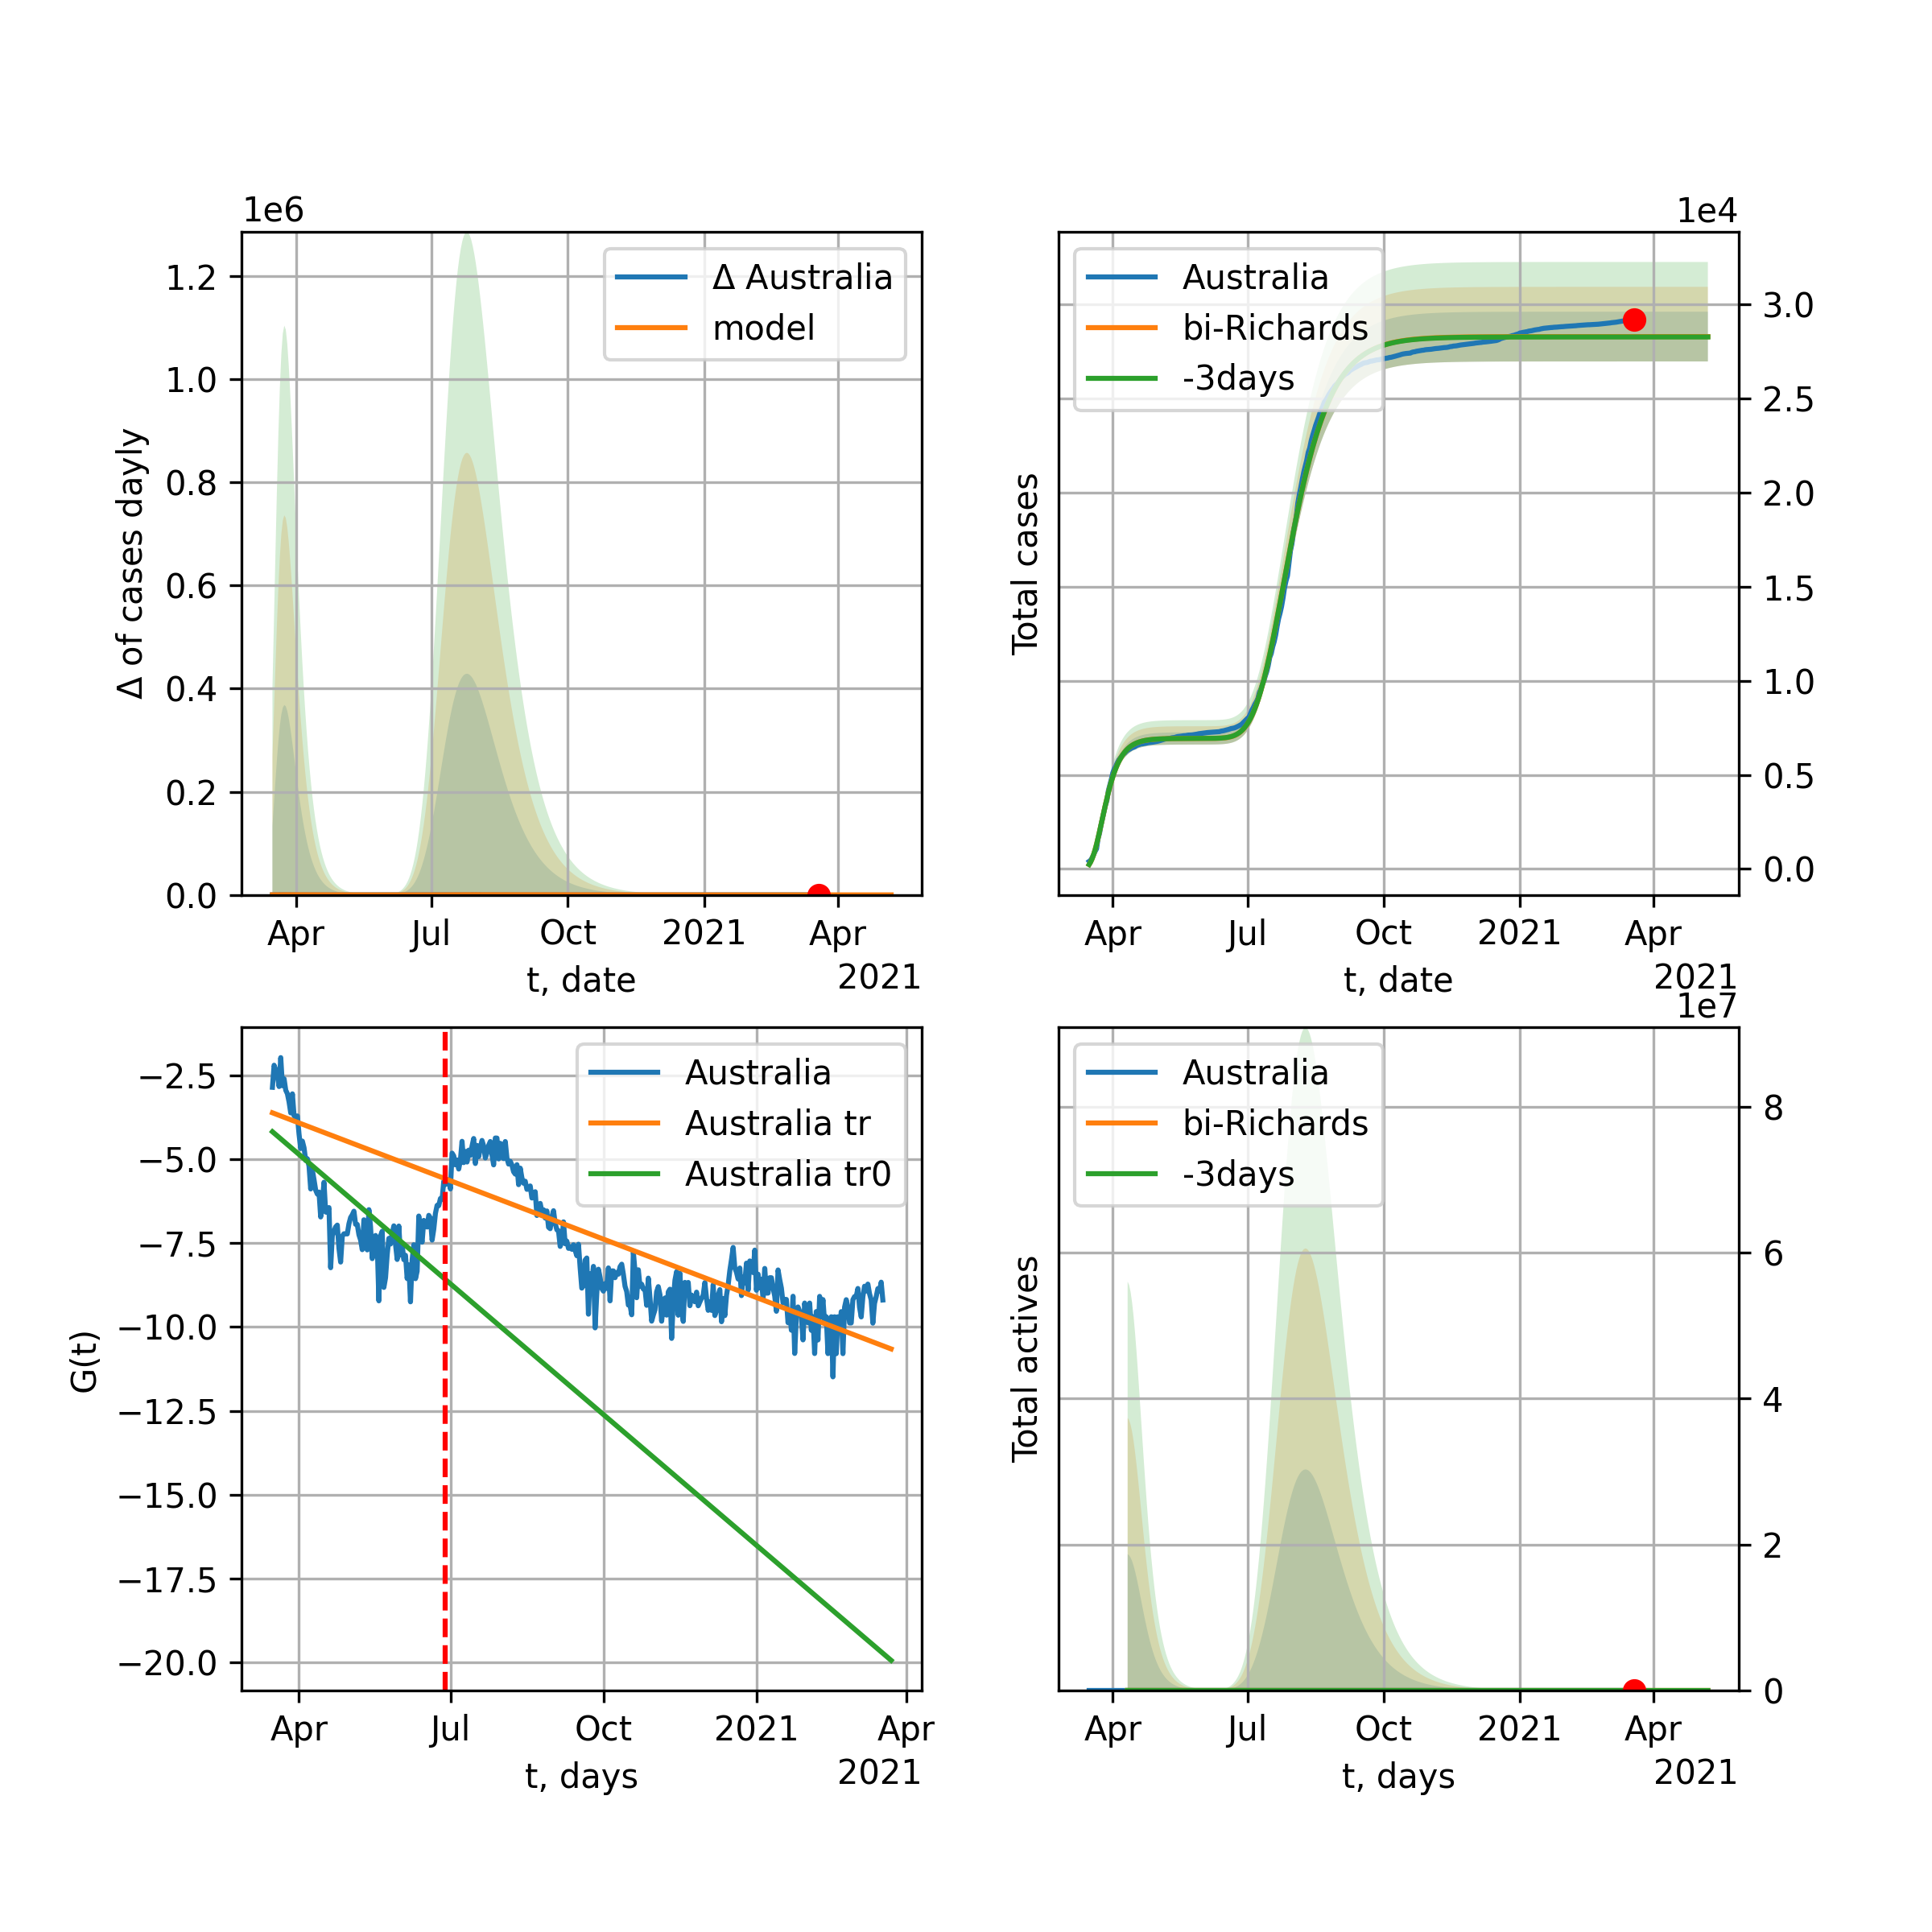 1e6
Δ of cases dayly
1.2
1.0
0.8
0.6
0.4
0.2
0.0
Δ Australia
model
Apr
Jul
Oct
2021
Apr
t, date
2021
1e4
Total cases
Australia
bi-Richards
-3days
3.0
2.5
2.0
1.5
1.0
0.5
0.0
Apr
Jul
Oct
2021
Apr
t, date
2021
G(t)
−2.5
−5.0
−7.5
−10.0
−12.5
−15.0
−17.5
−20.0
Australia
Australia tr
Australia tr0
Apr
Jul
Oct
2021
Apr
t, days
2021
1e7
Total actives
Australia
bi-Richards
-3days
8
6
4
2
0
Apr
Jul
Oct
2021
Apr
t, days
2021